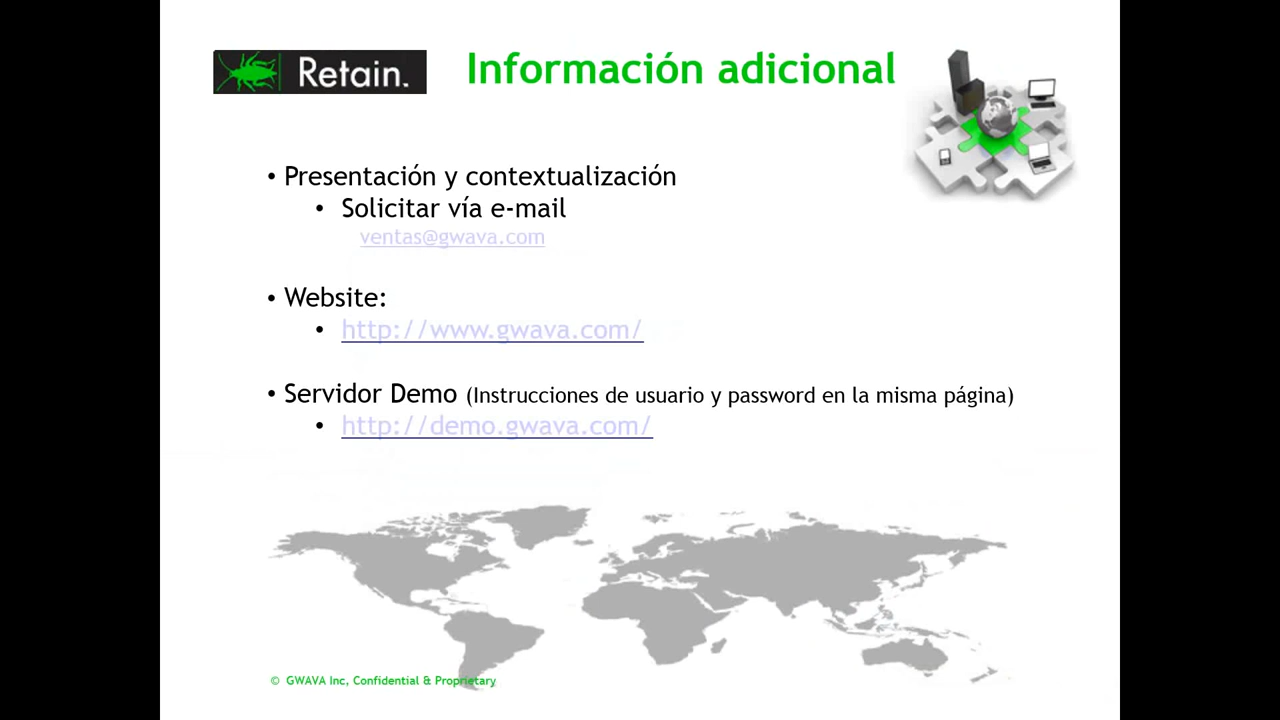 Retain.
Información adicional
• Presentación y contextualización
• Solicitar vía e-mail
ventas@gwava.com
• Website:
• http://www.gwava.com/
• Servidor Demo (Instrucciones de usuario y password en la misma página)
• http://demo.gwava.com/
© GWAVA Inc, Confidential & Proprietary